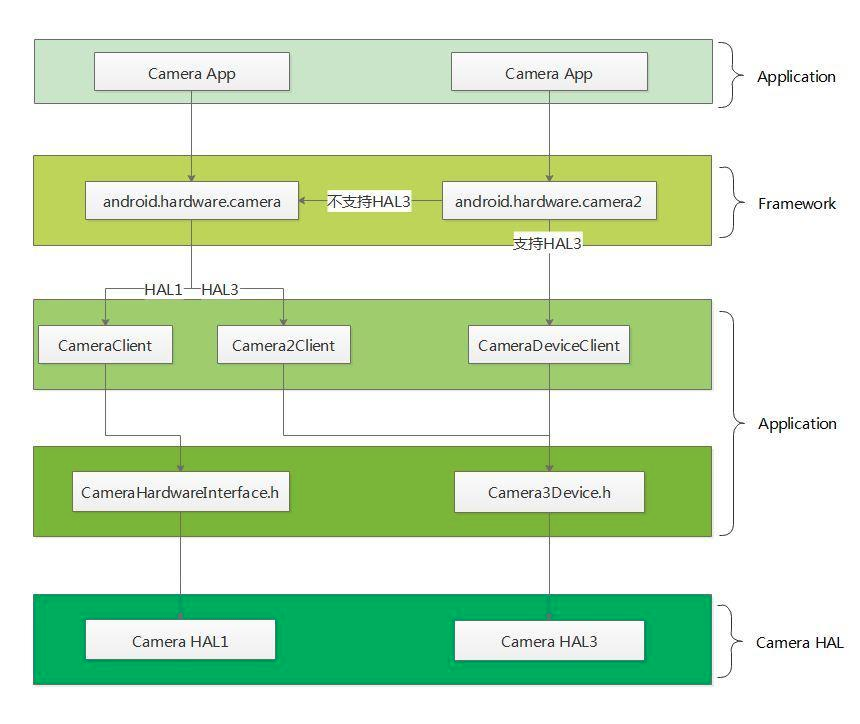 Camera App
Camera App
Application
android.hardware.camera
不支持HAL3
android.hardware.camera2
Framework
支持HAL3
HAL1
HAL3
CameraClient
Camera2Client
CameraDeviceClient
Application
CameraHardwareInterface.h
Camera3Device.h
Camera HAL1
Camera HAL3
Camera HAL